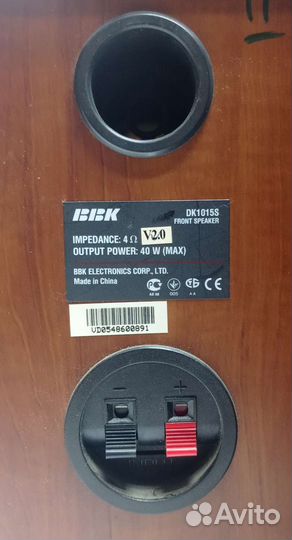 BBK
DK1015S
FRONT SPEAKER
IMPEDANCE: 4 Ω V2.0
OUTPUT POWER: 40 W (MAX)
BBK ELECTRONICS CORP., LTD.
Made in China
VD0548600891
− +
INPUT
Avito